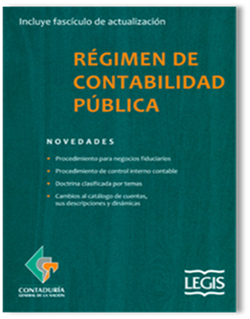 Incluye fascículo de actualización
RÉGIMEN DE
CONTABILIDAD
PÚBLICA
NOVEDADES
• Procedimiento para negocios fiduciarios
• Procedimiento de control interno contable
• Doctrina clasificada por temas
• Cambios al catálogo de cuentas,
sus descripciones y dinámicas
CONTADURÍA
GENERAL DE LA NACIÓN
LEGIS